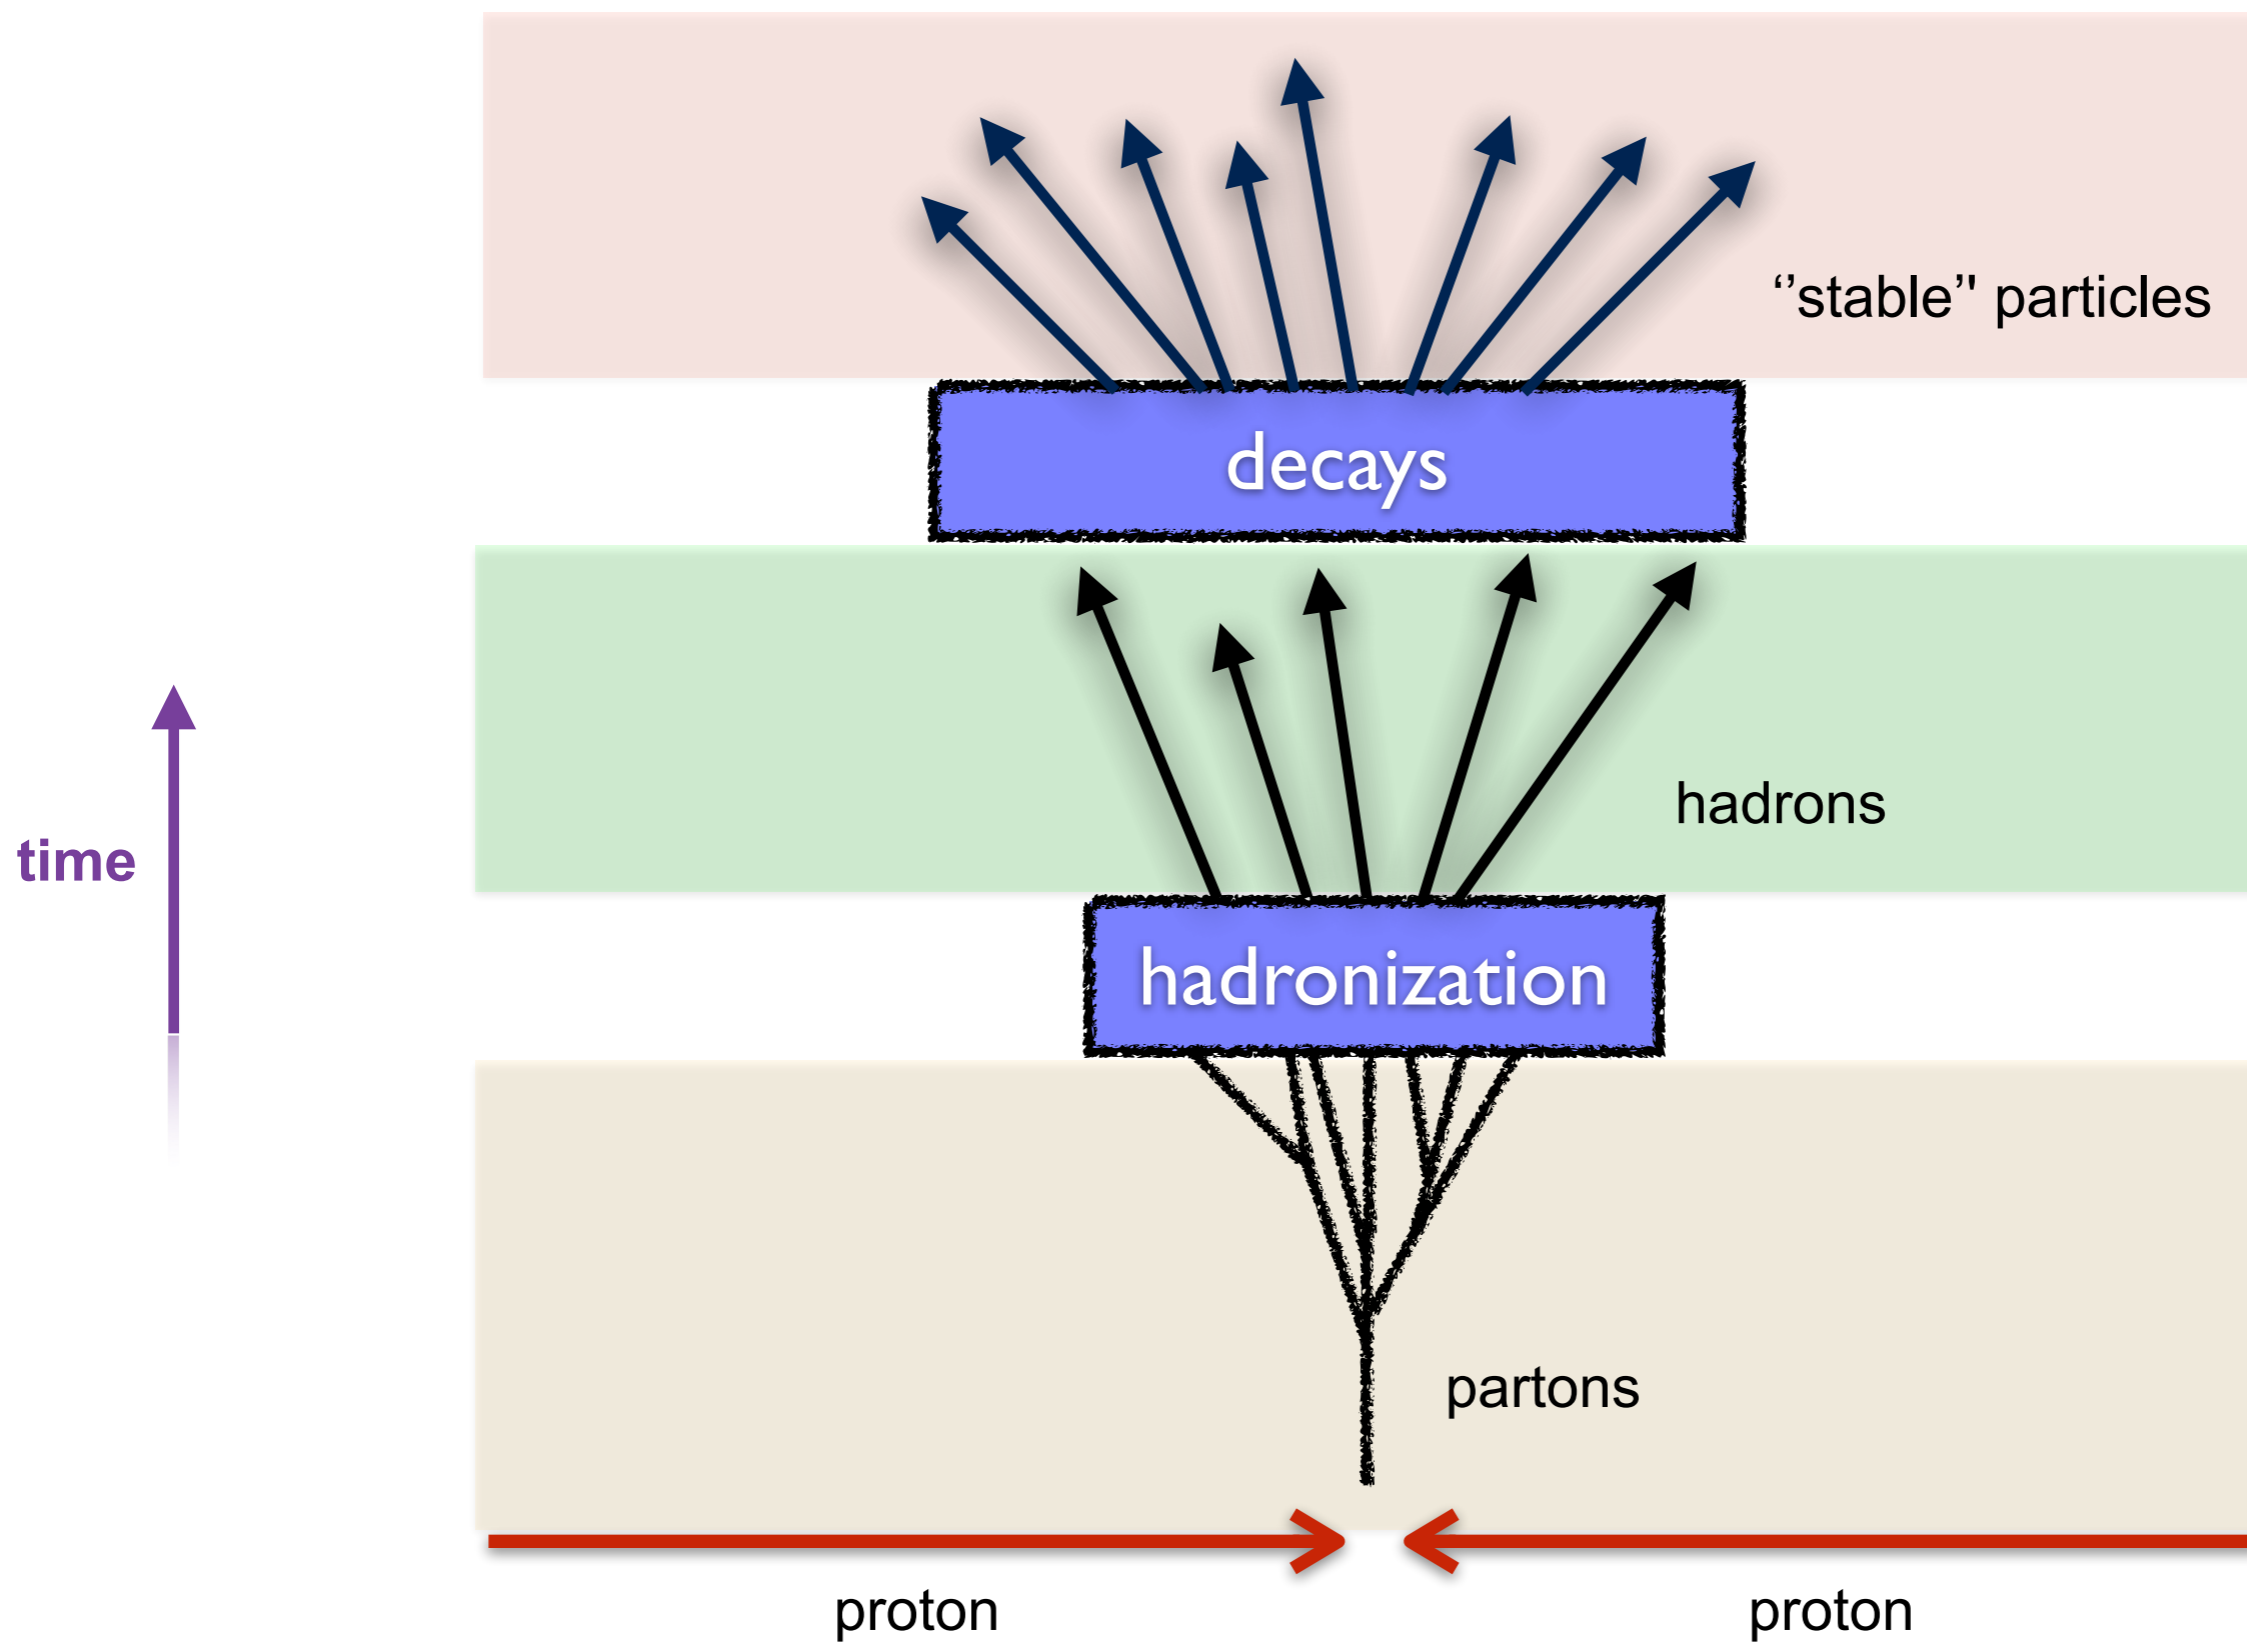 ‘’stable’' particles
decays
hadrons
time
hadronization
partons
proton
proton